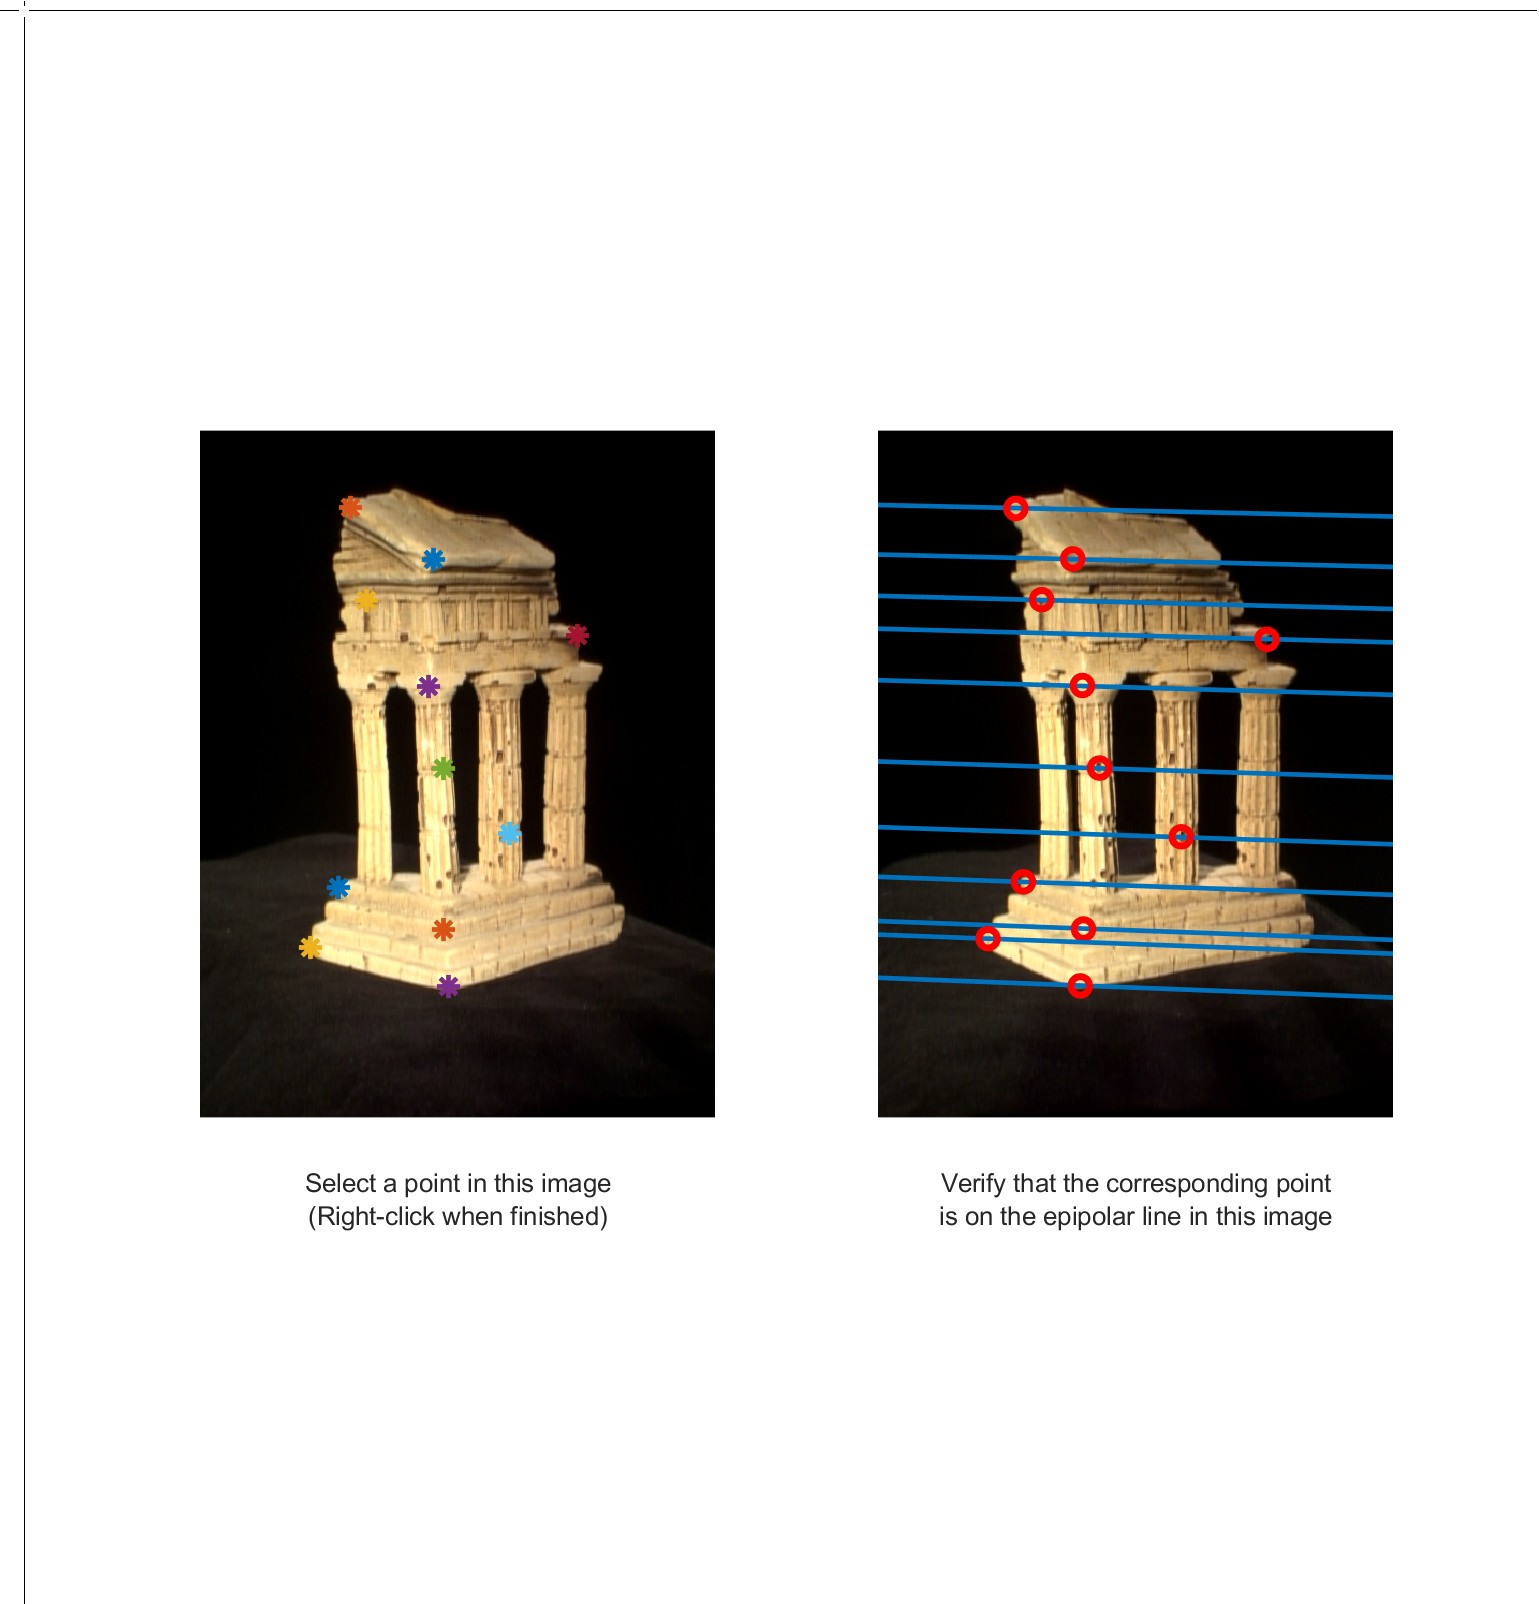 Select a point in this image
(Right-click when finished)
Verify that the corresponding point
is on the epipolar line in this image